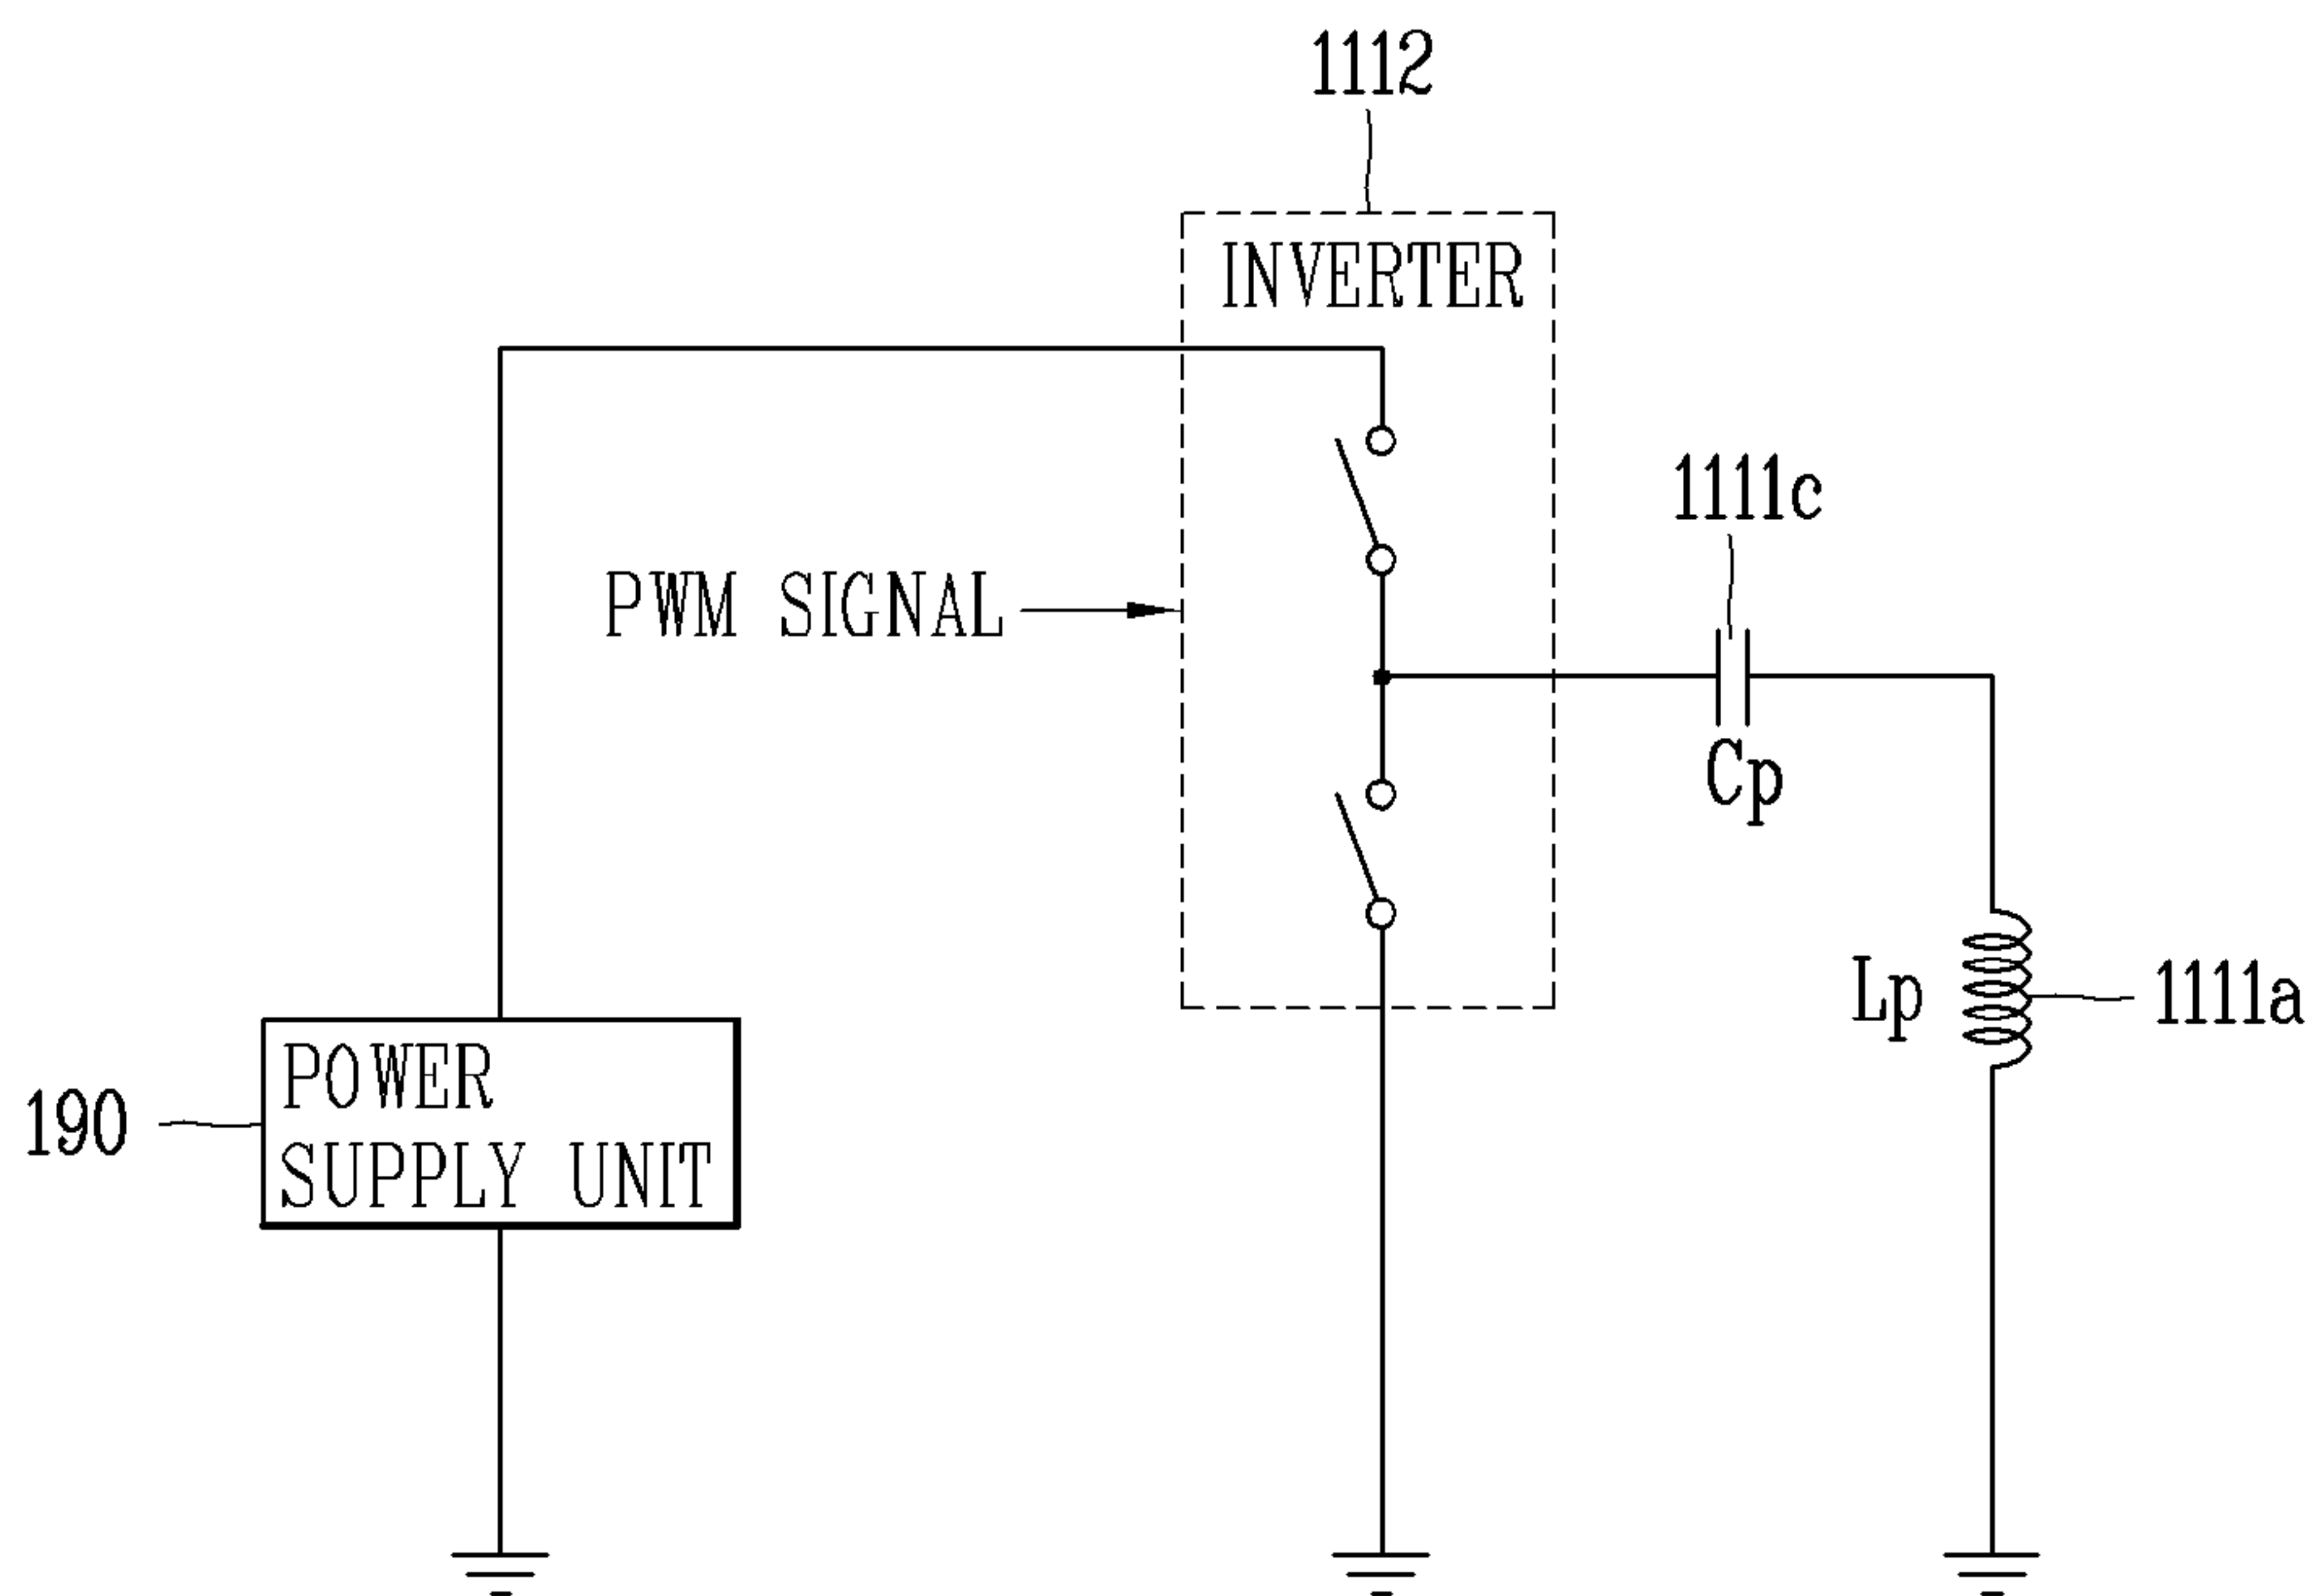 1112
INVERTER
1111c
PWM SIGNAL
Cp
Lp
1111a
190
POWER
SUPPLY UNIT